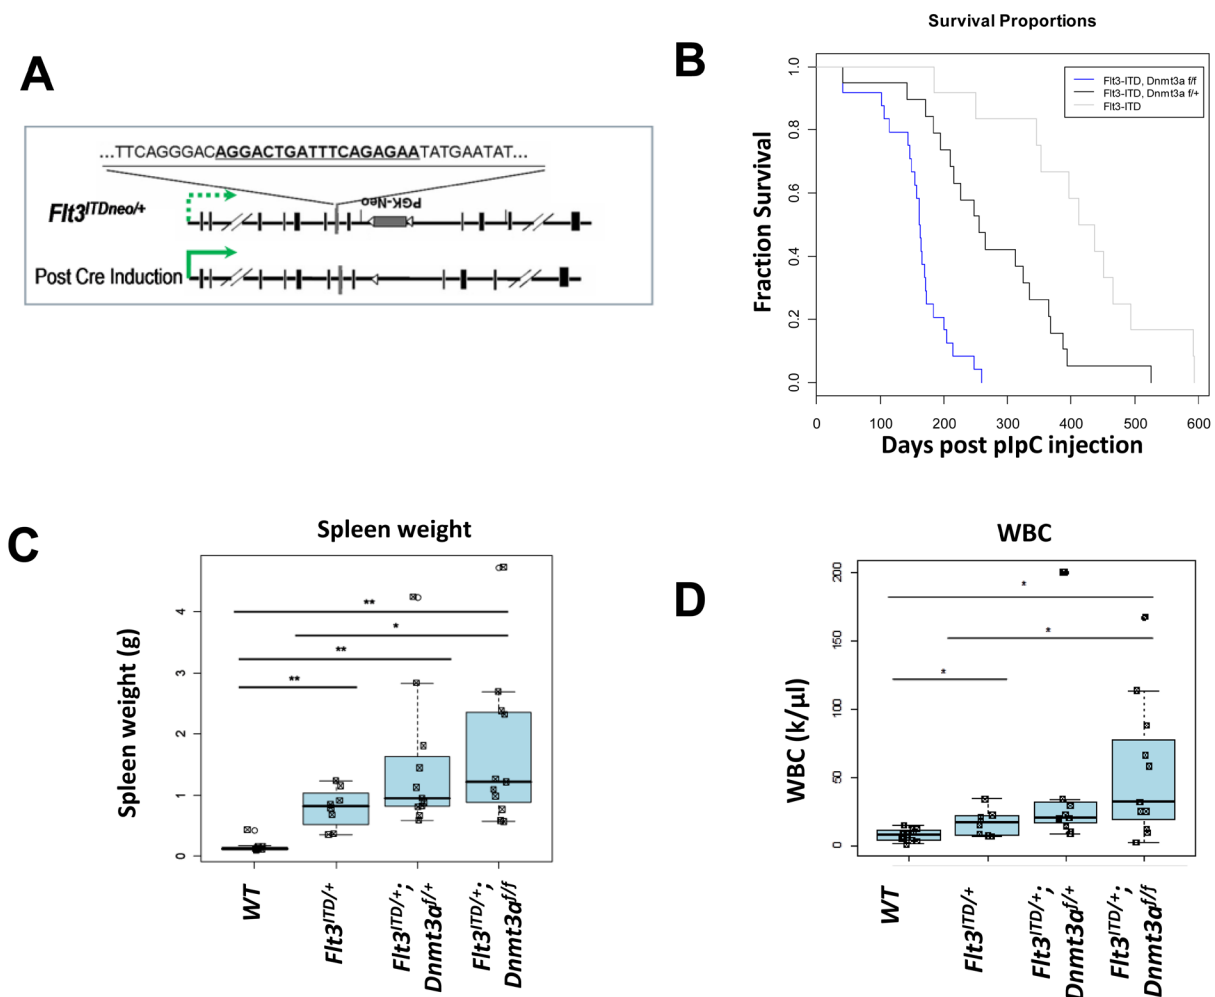 A
...TTCAGGGACAGGACTGATTTCAGAGAATATGAATAT...
Flt3ITDneo/+
PGK-Neo
Post Cre Induction
B
Survival Proportions
Fraction Survival
1.0
0.8
0.6
0.4
0.2
0.0
Flt3-ITD, Dnmt3a f/f
Flt3-ITD, Dnmt3a f/+
Flt3-ITD
0 100 200 300 400 500 600
Days post pIpC injection
C
Spleen weight
Spleen weight (g)
4
3
2
1
0
**
*
**
**
WT
Flt3ITD/+
Flt3ITD/+;
Dnmt3af/+
Flt3ITD/+;
Dnmt3af/f
D
WBC
WBC (k/µl)
200
150
100
50
0
*
*
*
WT
Flt3ITD/+
Flt3ITD/+;
Dnmt3af/+
Flt3ITD/+;
Dnmt3af/f